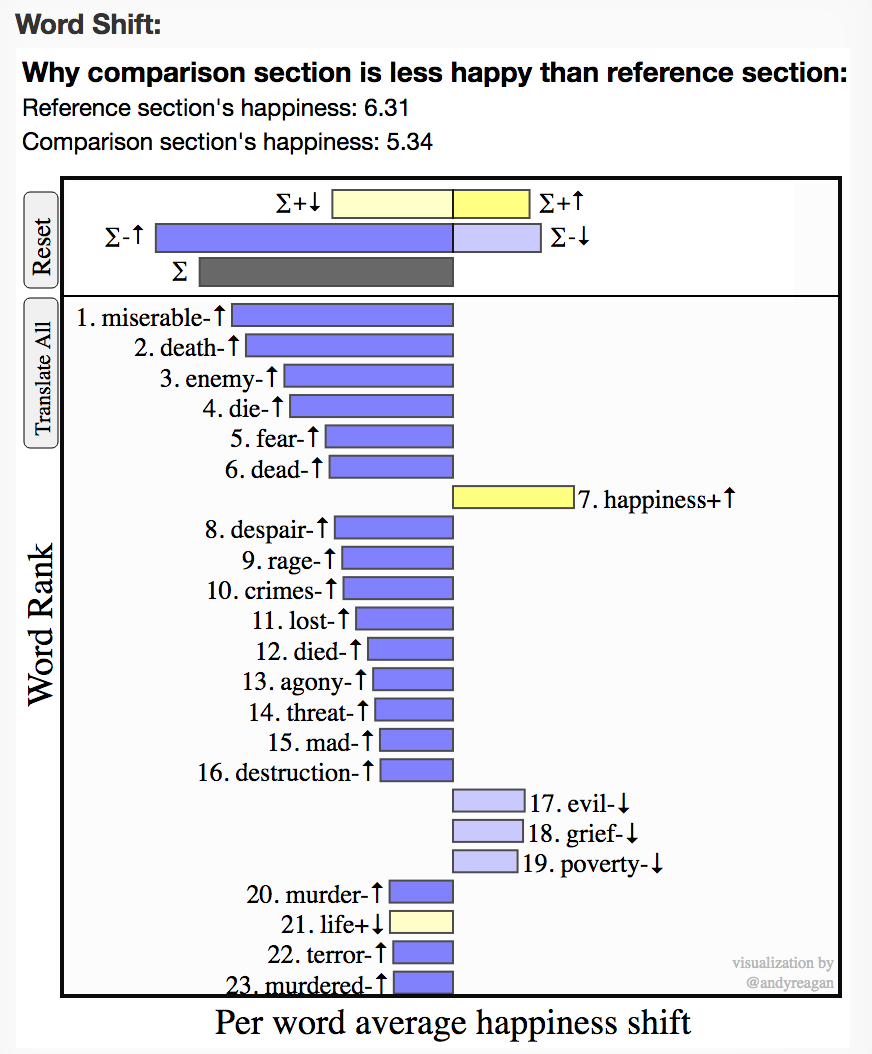 Word Shift:
Why comparison section is less happy than reference section:
Reference section's happiness: 6.31
Comparison section's happiness: 5.34
Reset
Σ+↓
Σ+↑
Σ-↑
Σ-↓
Σ
Translate All
1. miserable-↑
2. death-↑
3. enemy-↑
4. die-↑
5. fear-↑
6. dead-↑
7. happiness+↑
8. despair-↑
9. rage-↑
10. crimes-↑
11. lost-↑
12. died-↑
13. agony-↑
14. threat-↑
15. mad-↑
16. destruction-↑
17. evil-↓
18. grief-↓
19. poverty-↓
20. murder-↑
21. life+↓
22. terror-↑
23. murdered-↑
Word Rank
visualization by
@andyreagan
Per word average happiness shift